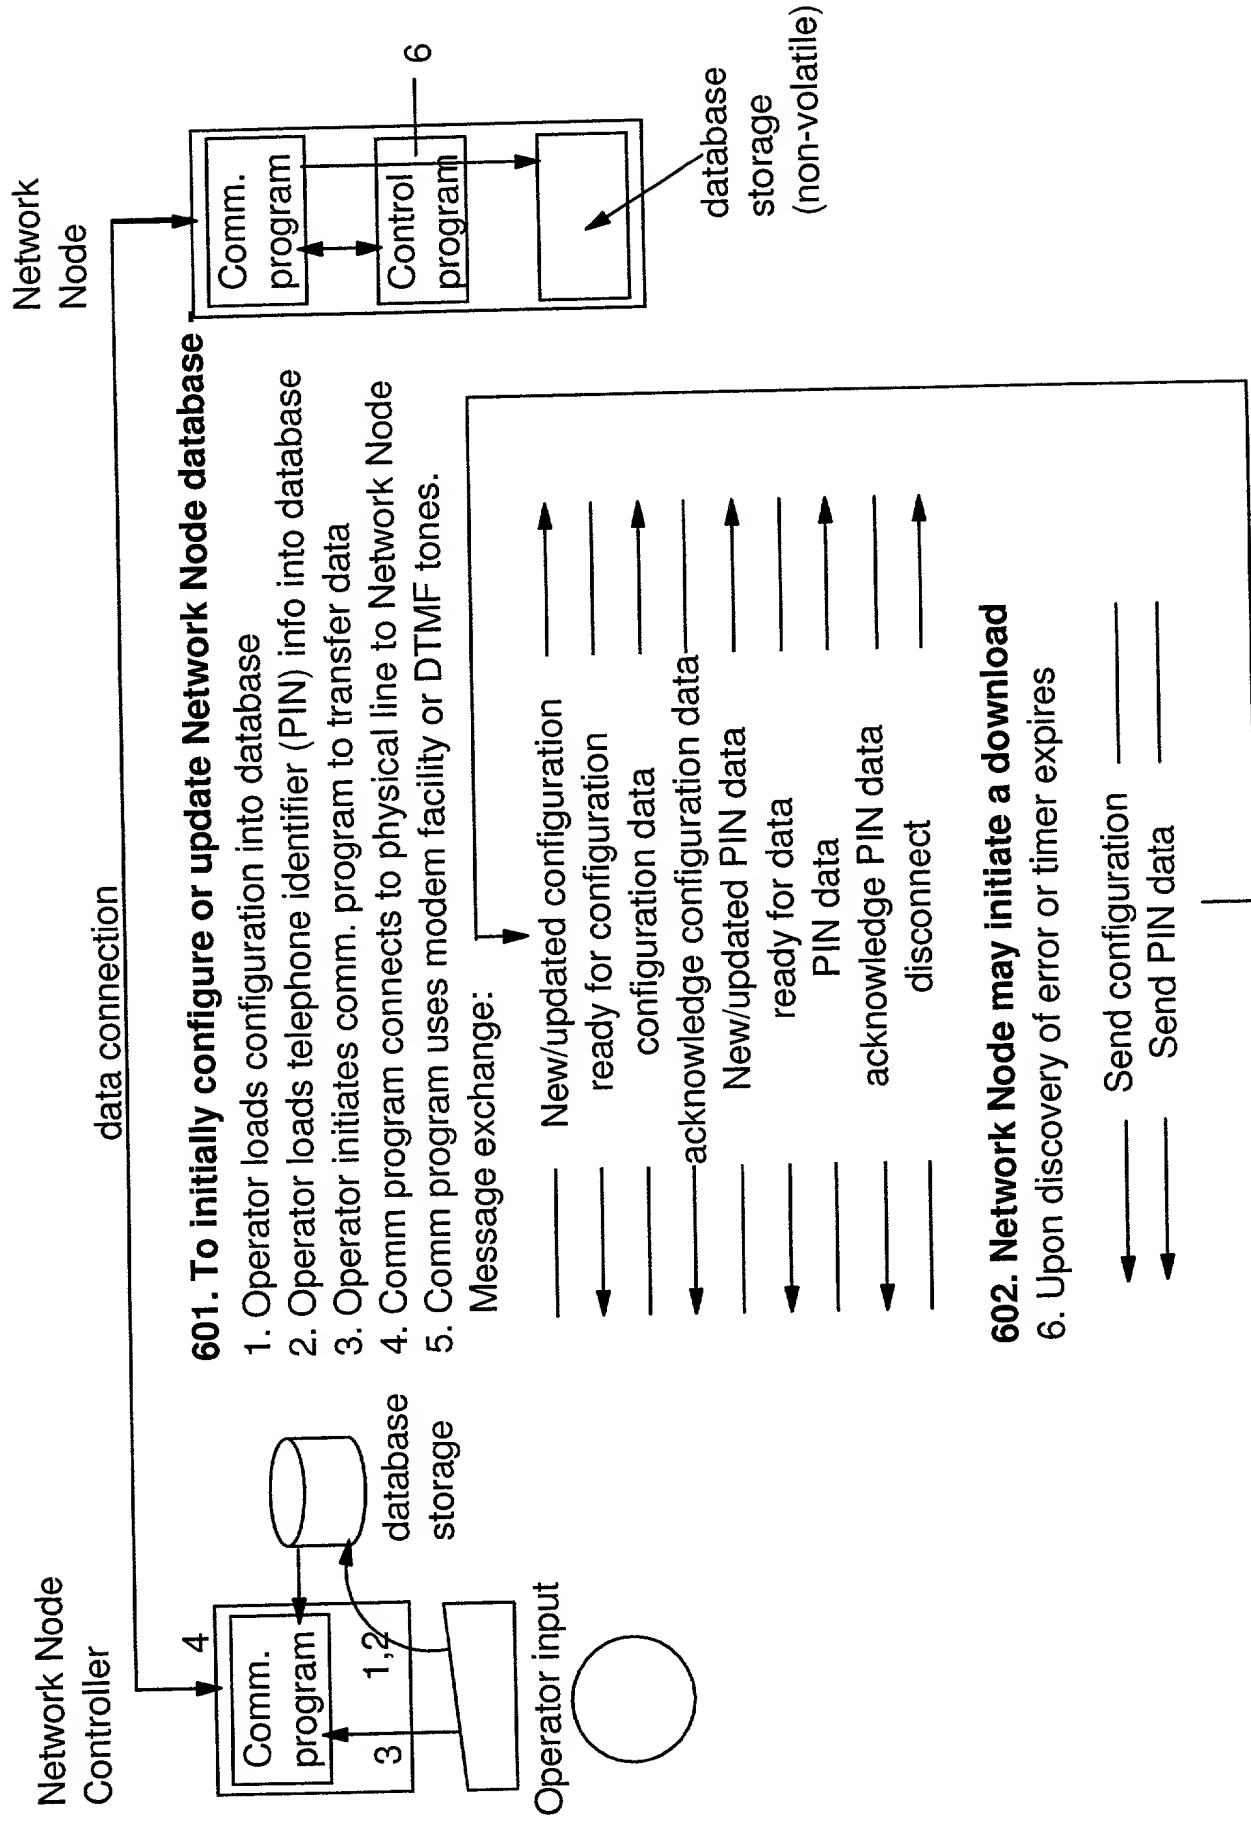 Network Node
Controller
4
Comm.
program
3
1,2
Operator input
database
storage
data connection
Network
Node
Comm.
program
Control
program
6
database
storage
(non-volatile)
601. To initially configure or update Network Node database
1. Operator loads configuration into database
2. Operator loads telephone identifier (PIN) info into database
3. Operator initiates comm. program to transfer data
4. Comm program connects to physical line to Network Node
5. Comm program uses modem facility or DTMF tones.
Message exchange:
New/updated configuration
ready for configuration
configuration data
acknowledge configuration data
New/updated PIN data
ready for data
PIN data
acknowledge PIN data
disconnect
602. Network Node may initiate a download
6. Upon discovery of error or timer expires
Send configuration
Send PIN data